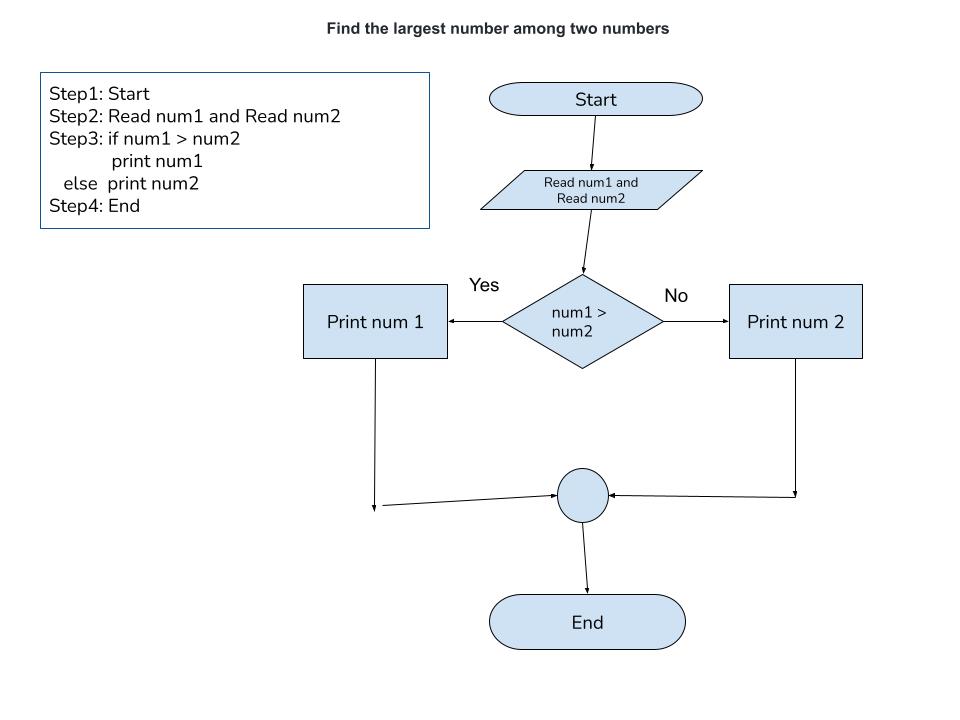 Find the largest number among two numbers
Step1: Start
Step2: Read num1 and Read num2
Step3: if num1 > num2
print num1
else print num2
Step4: End
Start
Read num1 and
Read num2
Yes
No
num1 >
num2
Print num 1
Print num 2
End